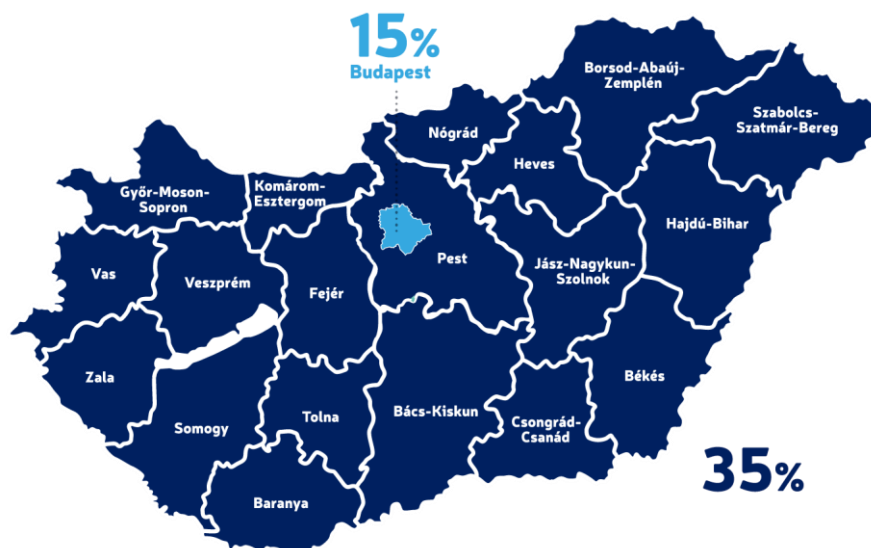 15%
Budapest
Borsod-Abaúj-
Zemplén
Szabolcs-
Szatmár-Bereg
Nógrád
Heves
Győr-Moson-
Sopron
Komárom-
Esztergom
Hajdú-Bihar
Vas
Veszprém
Fejér
Pest
Jász-Nagykun-
Szolnok
Zala
Somogy
Tolna
Bács-Kiskun
Csongrád-
Csanád
Békés
35%
Baranya